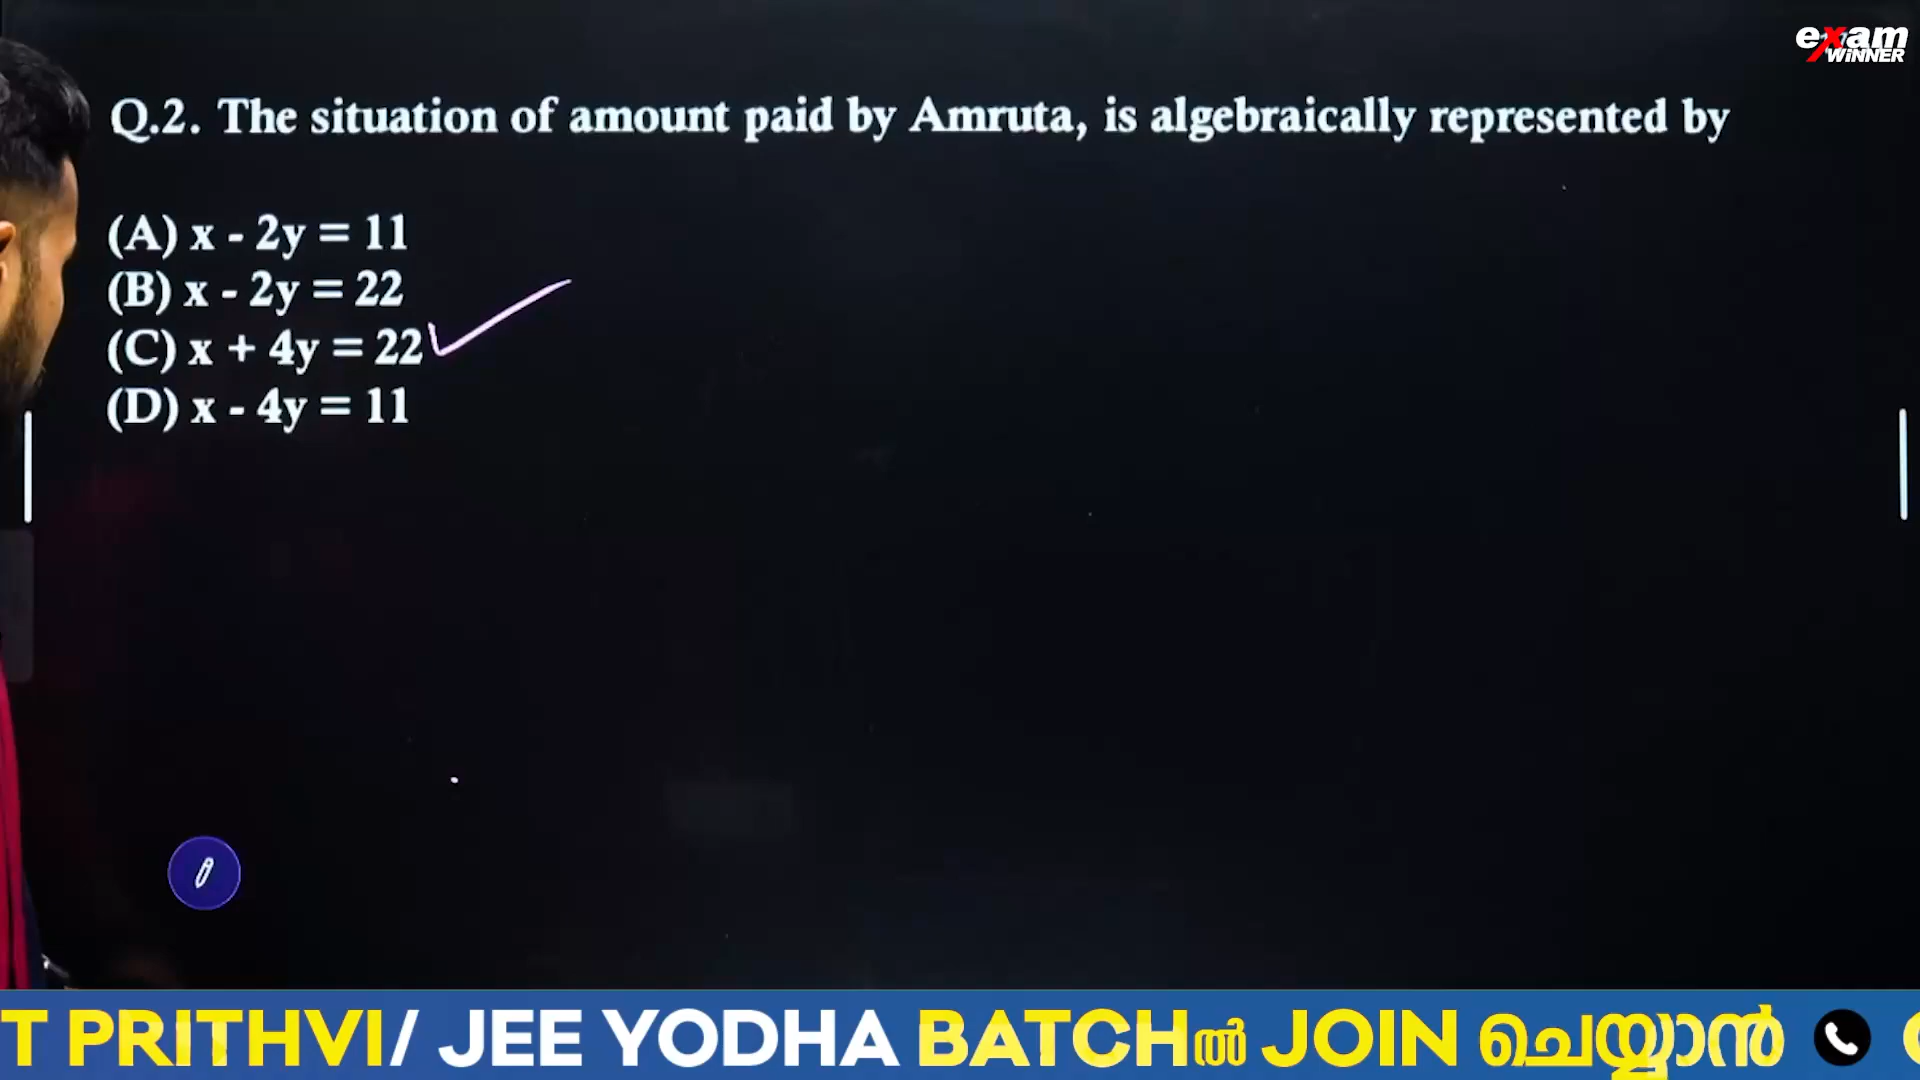 exam
WINNER
Q.2. The situation of amount paid by Amruta, is algebraically represented by
(A) x - 2y = 11
(B) x - 2y = 22
(C) x + 4y = 22
(D) x - 4y = 11
T PRITHVI/ JEE YODHA BATCHൽ JOIN ചെയ്യാൻ